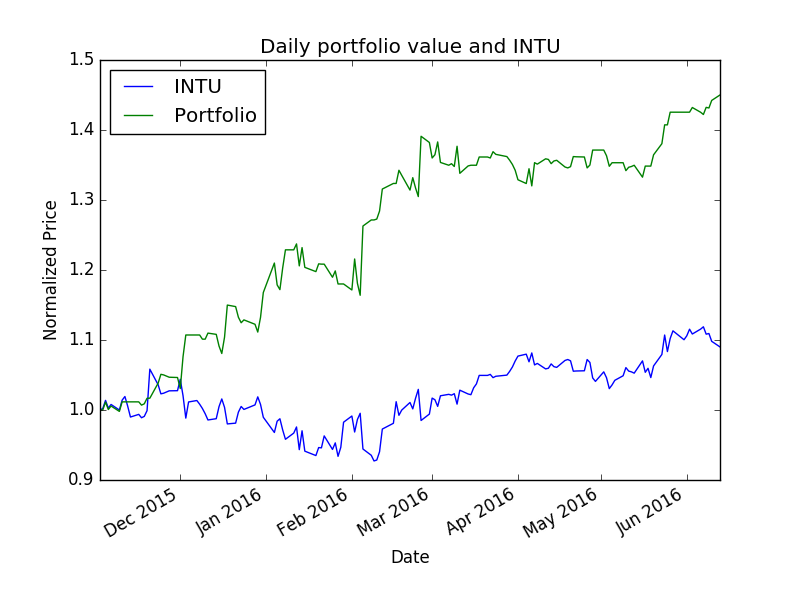 Daily portfolio value and INTU
INTU
Portfolio
Normalized Price
1.5
1.4
1.3
1.2
1.1
1.0
0.9
Dec 2015
Jan 2016
Feb 2016
Mar 2016
Apr 2016
May 2016
Jun 2016
Date